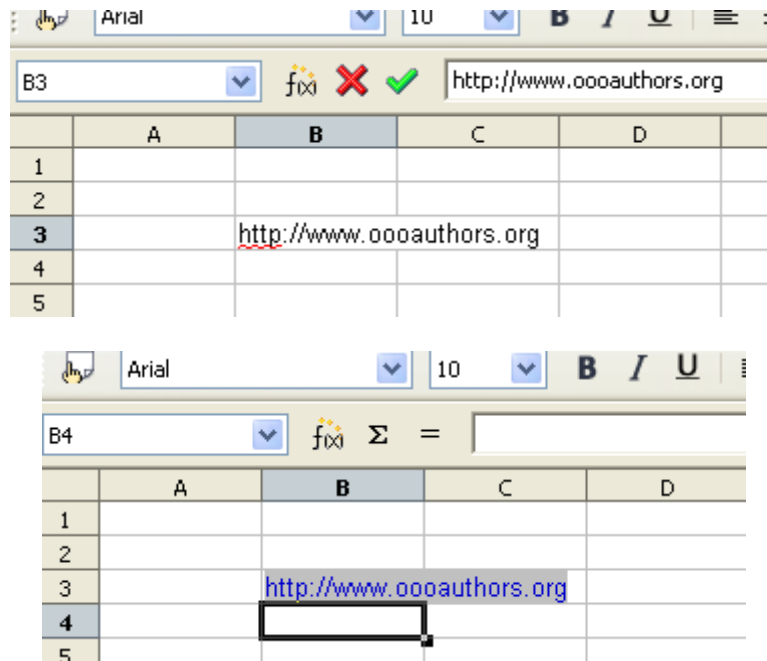 Arial 10 B I U
B3 f(x) http://www.oooauthors.org
A B C D
1
2
3 http://www.oooauthors.org
4
5
Arial 10 B I U
B4 f(x) Σ =
A B C D
1
2
3 http://www.oooauthors.org
4
5